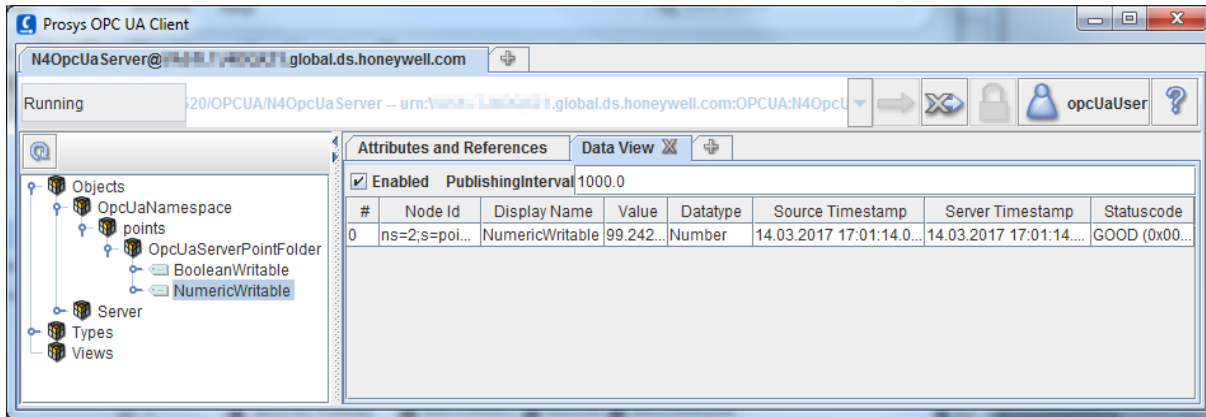 Prosys OPC UA Client
N4OpcUaServer@ .global.ds.honeywell.com
Running 520/OPCUA/N4OpcUaServer -- urn: .global.ds.honeywell.com:OPCUA:N4OpcU opcUaUser ?
Attributes and References Data View
Enabled PublishingInterval 1000.0
# Node Id Display Name Value Datatype Source Timestamp Server Timestamp Statuscode
0 ns=2;s=poi... NumericWritable 99.242... Number 14.03.2017 17:01:14.0... 14.03.2017 17:01:14.... GOOD (0x00...
Objects
OpcUaNamespace
points
OpcUaServerPointFolder
BooleanWritable
NumericWritable
Server
Types
Views